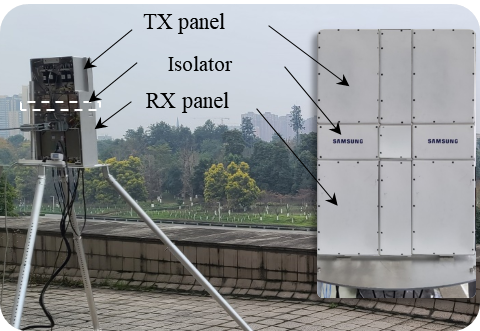 TX panel
Isolator
RX panel
SAMSUNG SAMSUNG